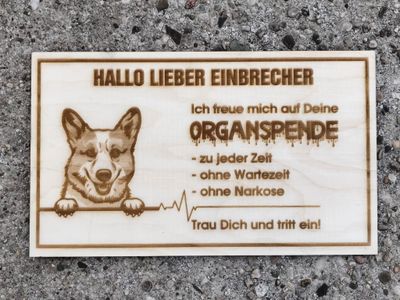 HALLO LIEBER EINBRECHER
Ich freue mich auf Deine
ORGANSPENDE
- zu jeder Zeit
- ohne Wartezeit
- ohne Narkose
Trau Dich und tritt ein!